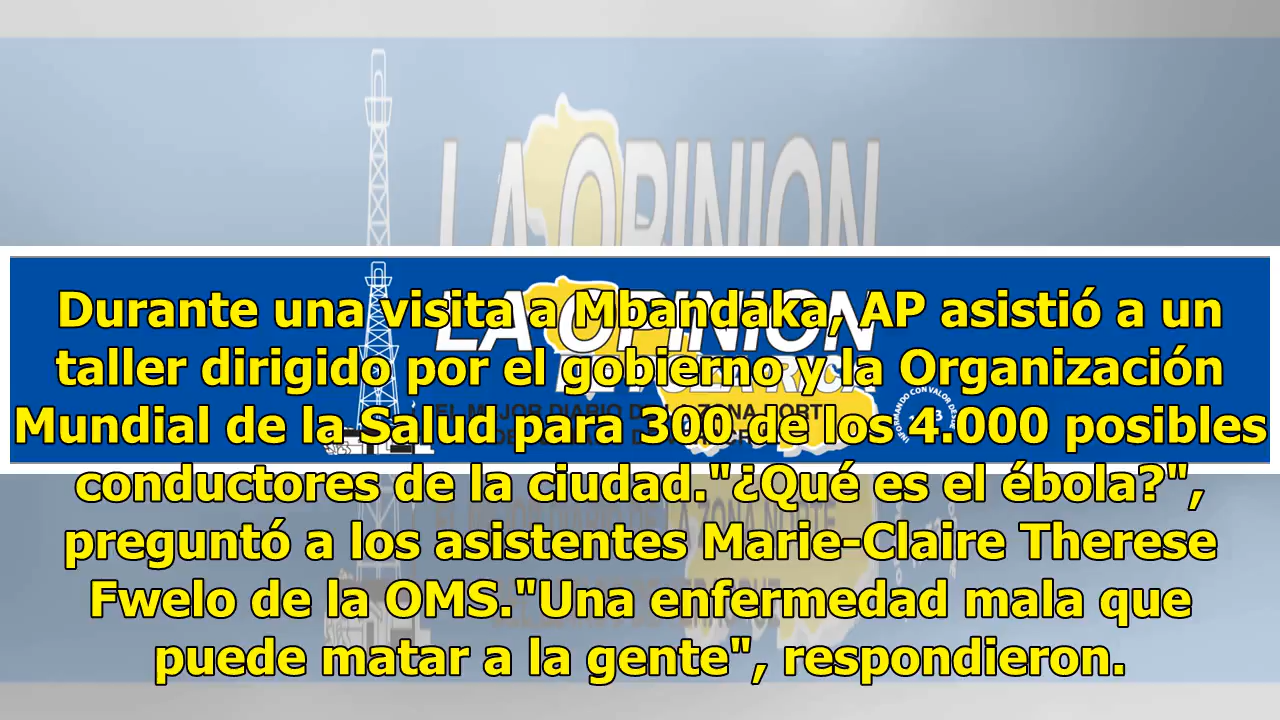 LA OPINION
Durante una visita a Mbandaka, AP asistió a un
taller dirigido por el gobierno y la Organización
Mundial de la Salud para 300 de los 4.000 posibles
conductores de la ciudad."¿Qué es el ébola?",
preguntó a los asistentes Marie-Claire Therese
Fwelo de la OMS."Una enfermedad mala que
puede matar a la gente", respondieron.
LA OPINION